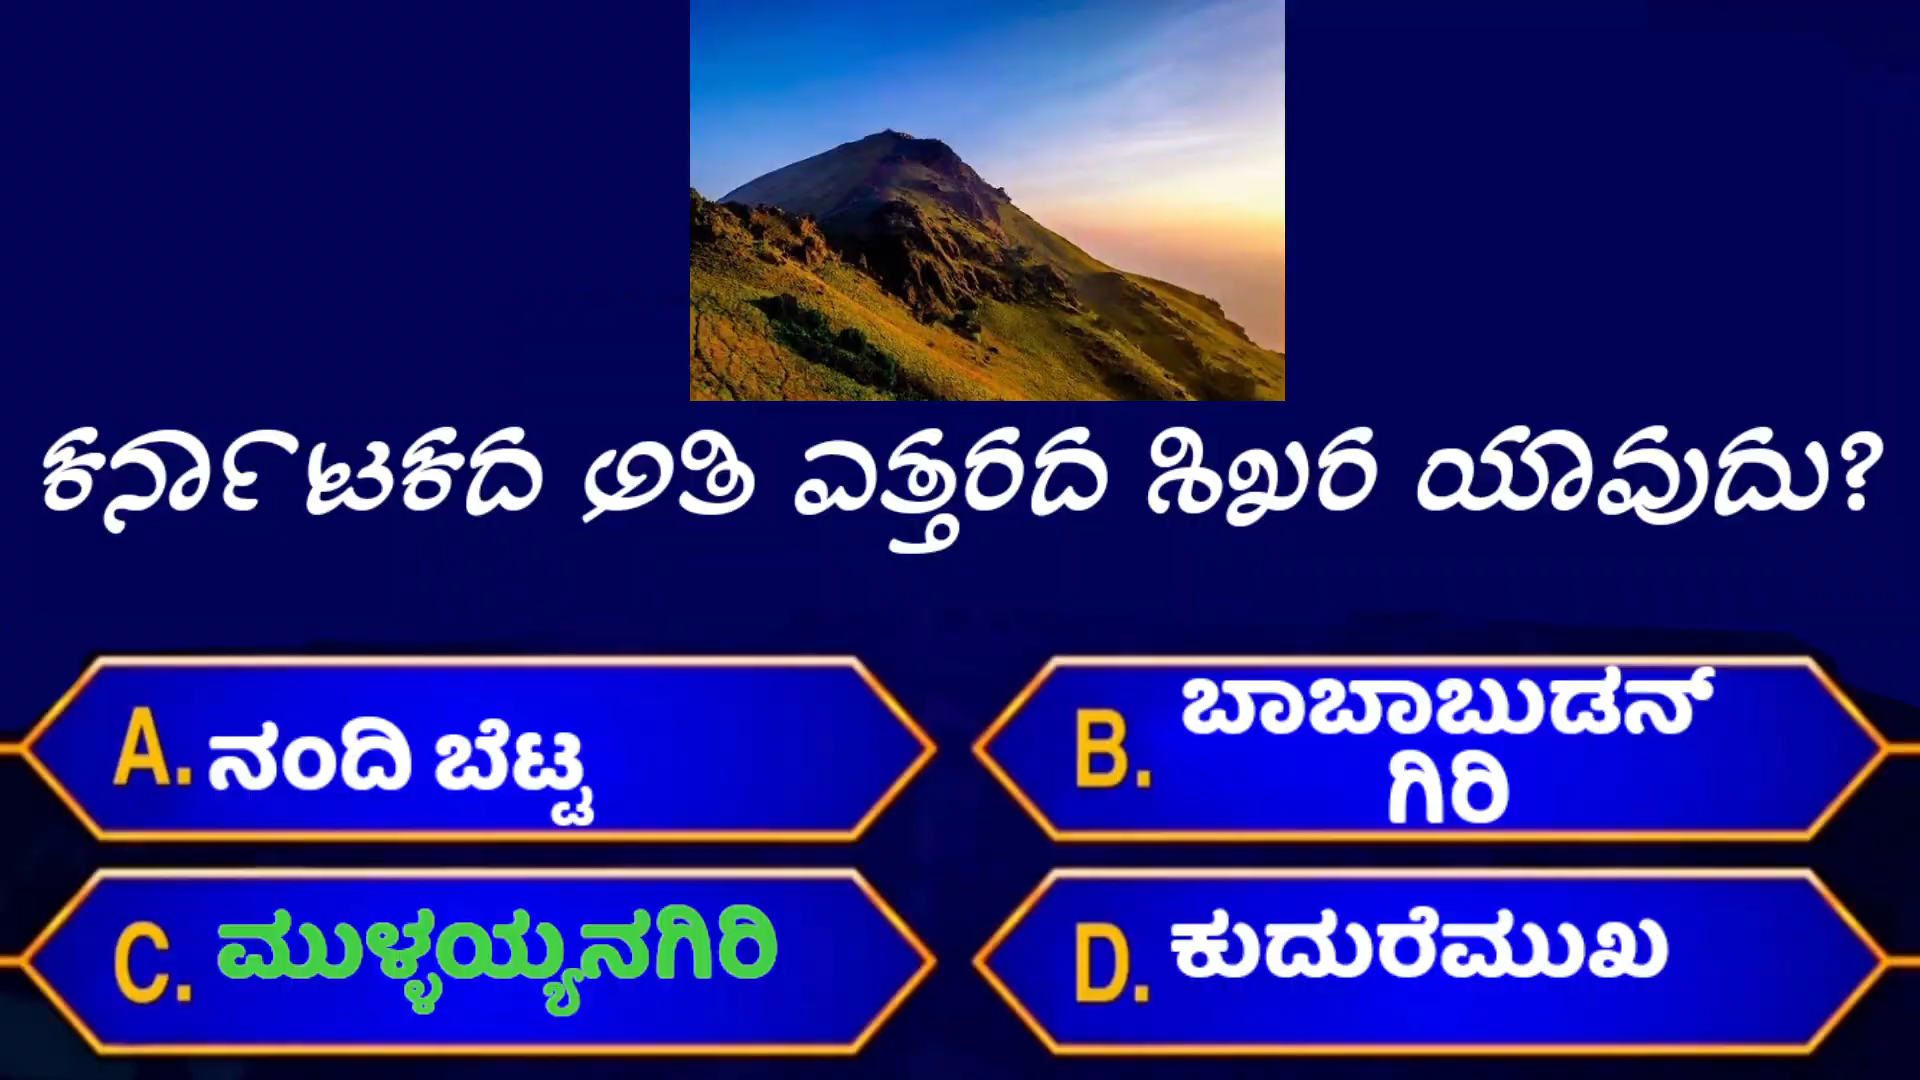 ಕರ್ನಾಟಕದ ಅತಿ ಎತ್ತರದ ಶಿಖರ ಯಾವುದು?
A. ನಂದಿ ಬೆಟ್ಟ
B. ಬಾಬಾಬುಡನ್
ಗಿರಿ
C. ಮುಳ್ಳಯ್ಯನಗಿರಿ
D. ಕುದುರೆಮುಖ